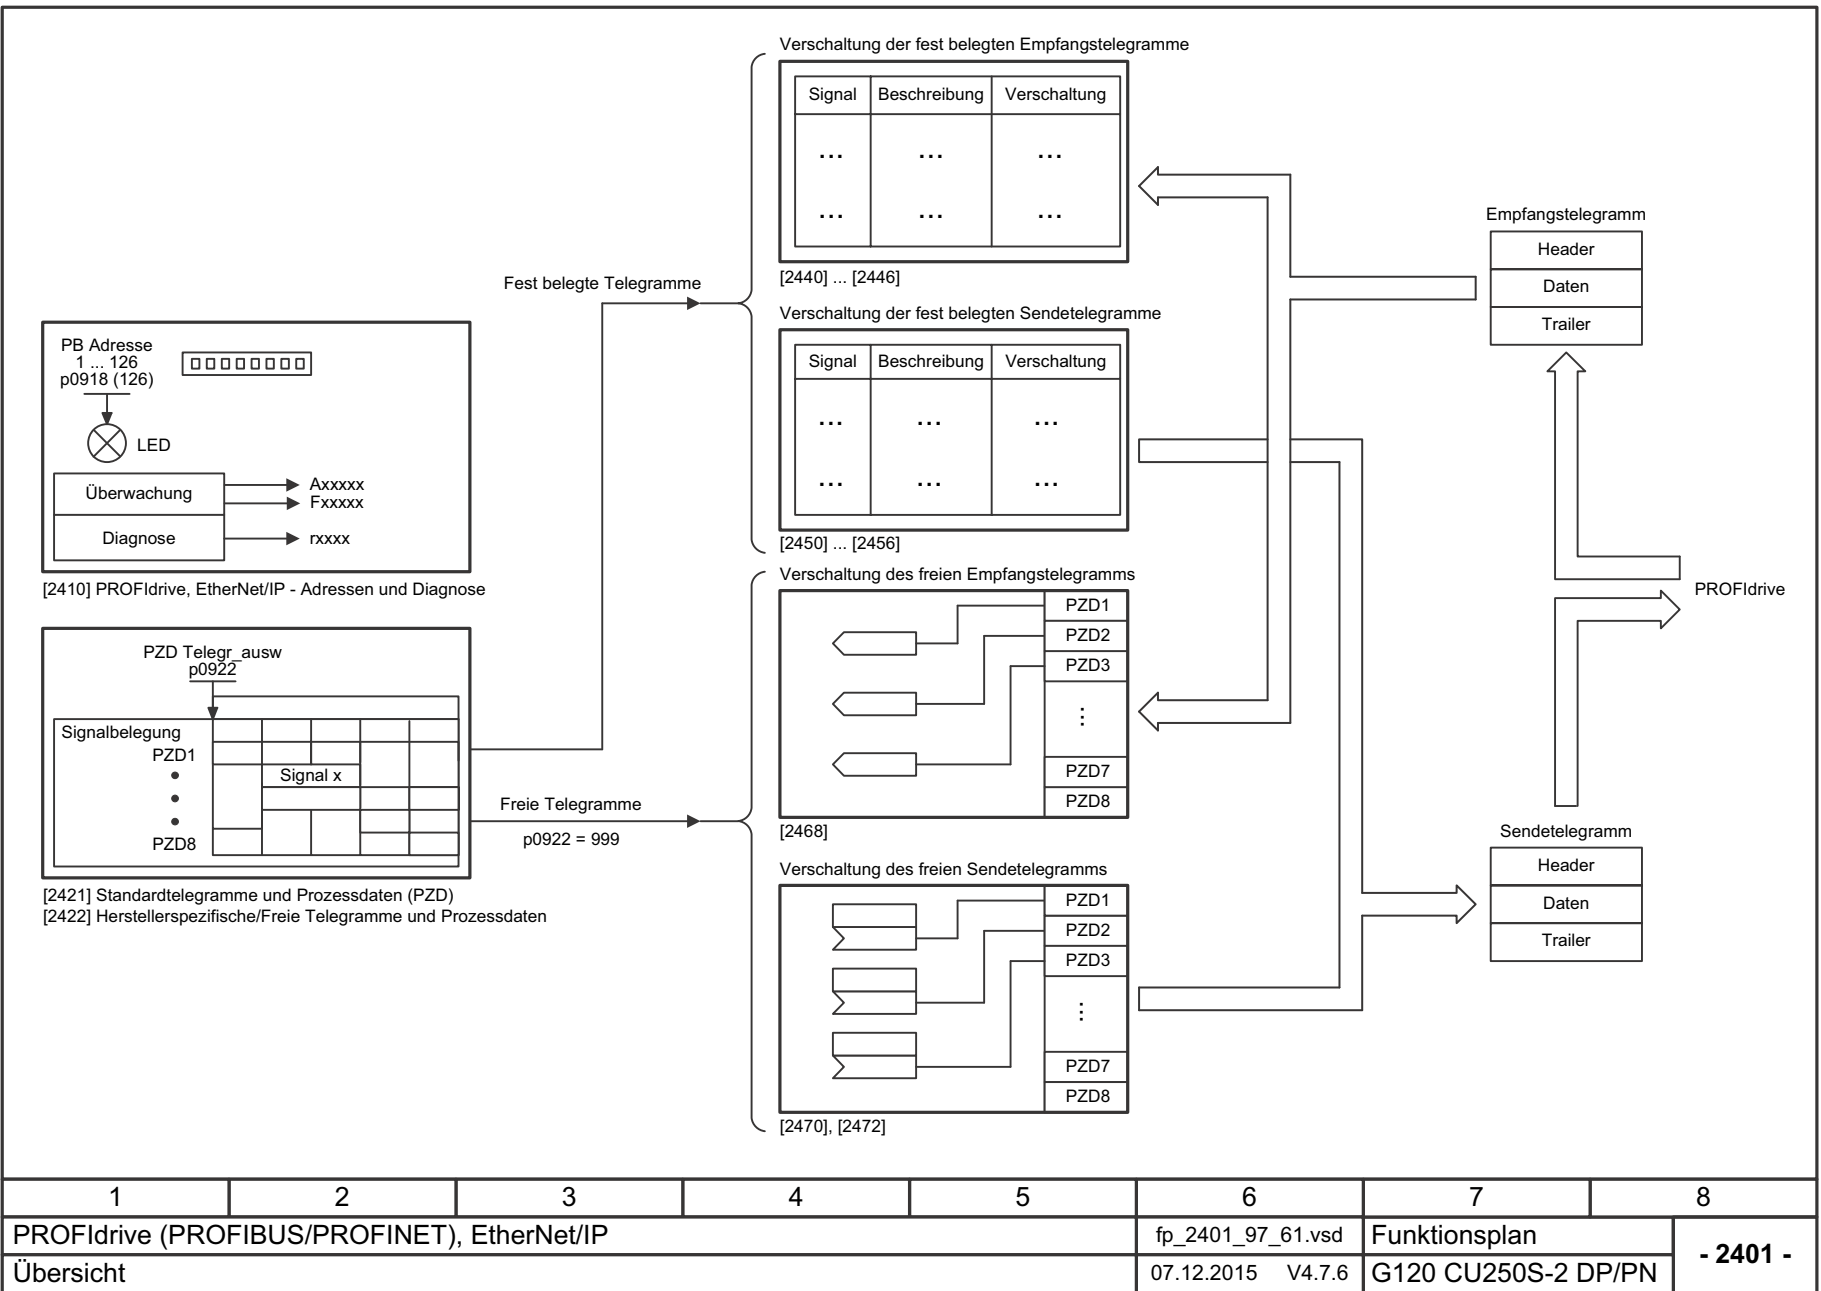 Verschaltung der fest belegten Empfangstelegramme
Signal Beschreibung Verschaltung
... ... ...
... ... ...
[2440] ... [2446]
Fest belegte Telegramme
Verschaltung der fest belegten Sendetelegramme
Signal Beschreibung Verschaltung
... ... ...
... ... ...
[2450] ... [2456]
PB Adresse
1 ... 126
p0918 (126)
LED
Überwachung
Axxxxx
Fxxxxx
Diagnose
rxxxx
[2410] PROFIdrive, EtherNet/IP - Adressen und Diagnose
PZD Telegr_ausw
p0922
Signalbelegung
PZD1
Signal x
PZD8
[2421] Standardtelegramme und Prozessdaten (PZD)
[2422] Herstellerspezifische/Freie Telegramme und Prozessdaten
Freie Telegramme
p0922 = 999
Verschaltung des freien Empfangstelegramms
PZD1
PZD2
PZD3
⋮
PZD7
PZD8
[2468]
Verschaltung des freien Sendetelegramms
PZD1
PZD2
PZD3
⋮
PZD7
PZD8
[2470], [2472]
Empfangstelegramm
Header
Daten
Trailer
PROFIdrive
Sendetelegramm
Header
Daten
Trailer
1 2 3 4 5 6 7 8
PROFIdrive (PROFIBUS/PROFINET), EtherNet/IP
fp_2401_97_61.vsd
Funktionsplan
- 2401 -
Übersicht
07.12.2015 V4.7.6
G120 CU250S-2 DP/PN